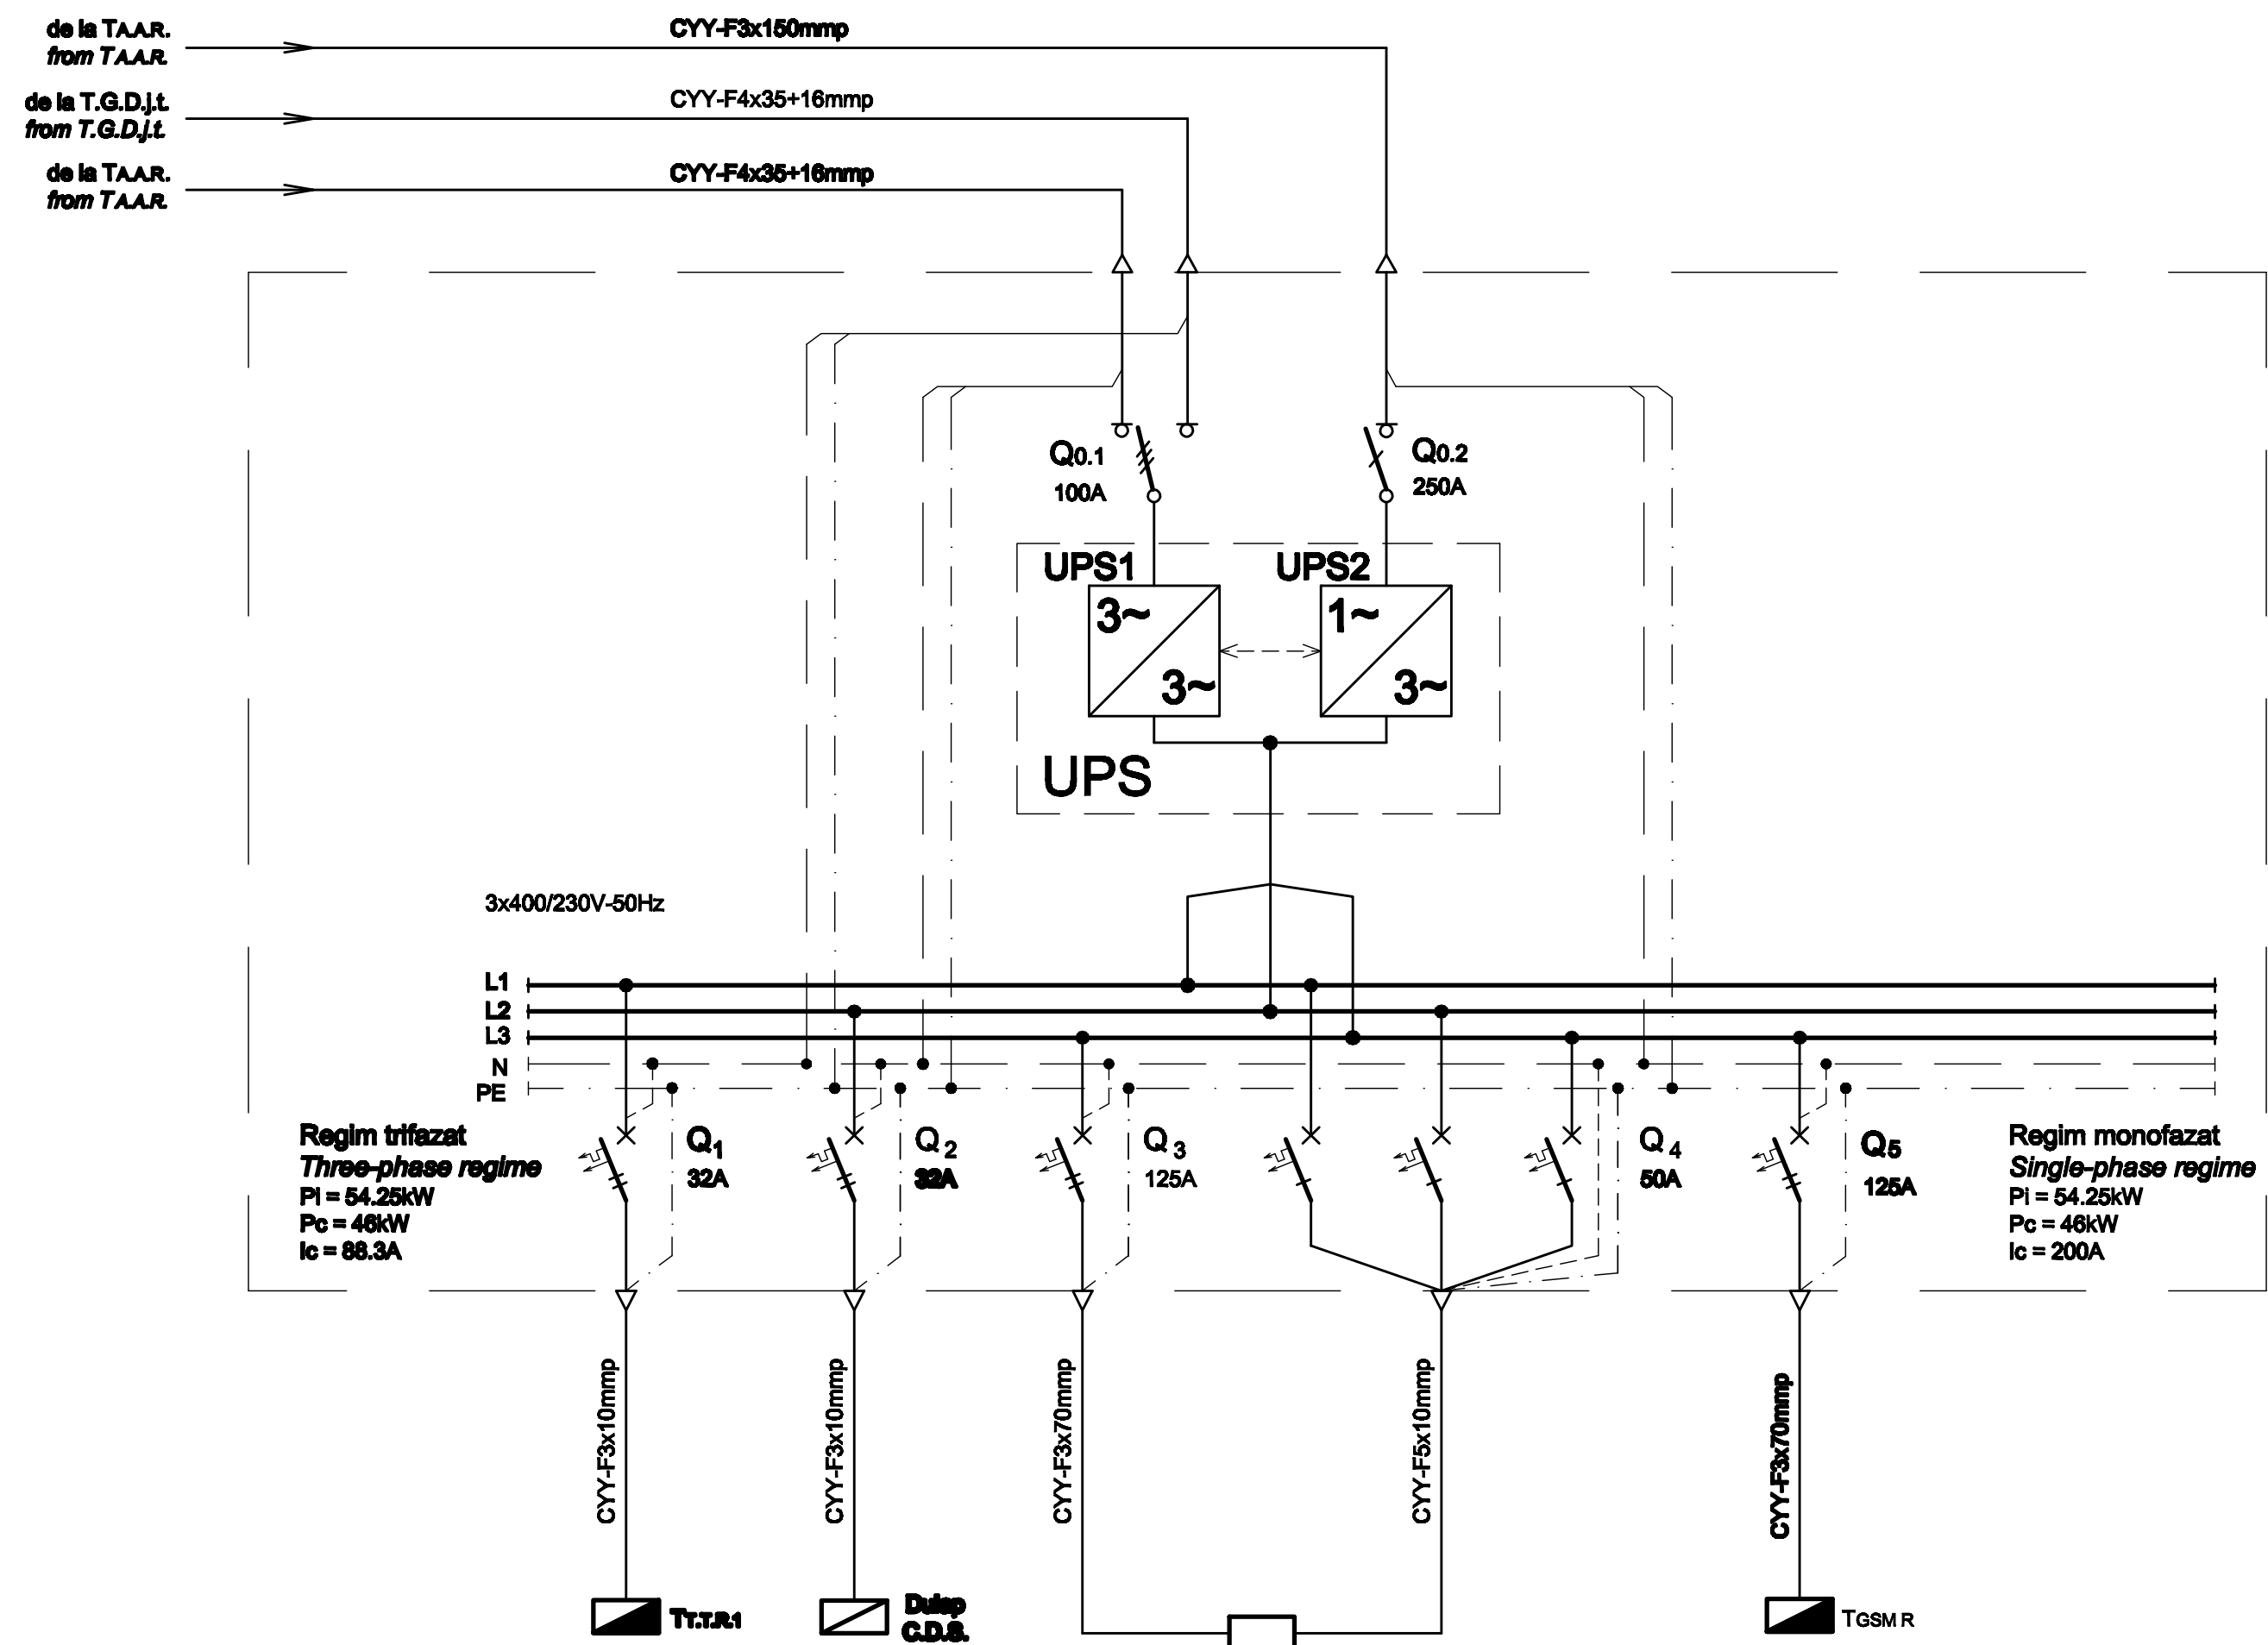 de la TA.A.R.
from TA.A.R.
CYY-F3x150mmp
de la T.G.D.j.t.
from T.G.D.j.t.
CYY-F4x35+16mmp
de la TA.A.R.
from TA.A.R.
CYY-F4x35+16mmp
Q0.1
100A
Q0.2
250A
UPS1
UPS2
3~
3~
1~
3~
UPS
3x400/230V-50Hz
L1
L2
L3
N
PE
Regim trifazat
Three-phase regime
Pi = 54.25kW
Pc = 46kW
Ic = 88.3A
Q1
32A
Q2
32A
Q3
125A
Q4
50A
Q5
125A
Regim monofazat
Single-phase regime
Pi = 54.25kW
Pc = 46kW
Ic = 200A
CYY-F3x10mmp
CYY-F3x10mmp
CYY-F3x70mmp
CYY-F5x10mmp
CYY-F3x70mmp
TT.T.R.1
Dulap
C.D.S.
TGSM R